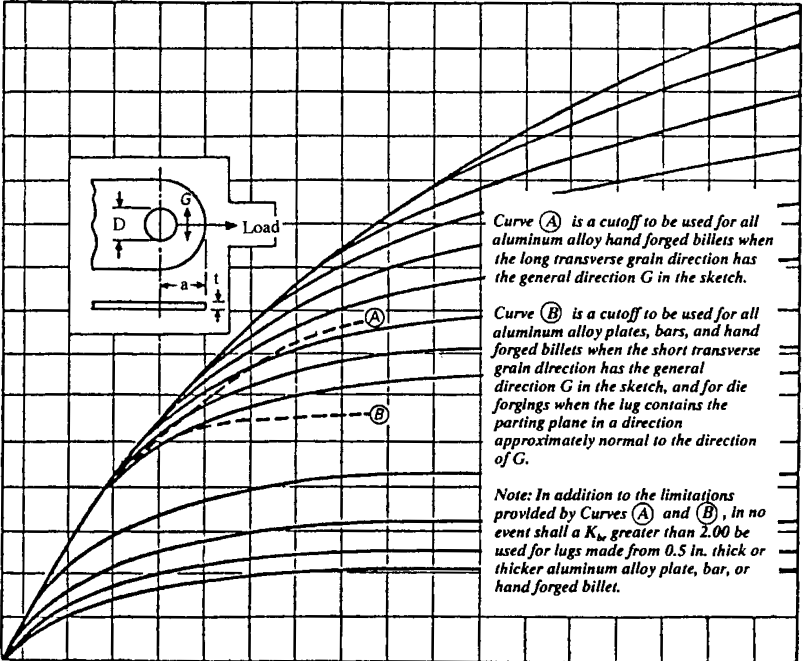 G
D
Load
a
t
A
B
Curve A is a cutoff to be used for all
aluminum alloy hand forged billets when
the long transverse grain direction has
the general direction G in the sketch.
Curve B is a cutoff to be used for all
aluminum alloy plates, bars, and hand
forged billets when the short transverse
grain direction has the general
direction G in the sketch, and for die
forgings when the lug contains the
parting plane in a direction
approximately normal to the direction
of G.
Note: In addition to the limitations
provided by Curves A and B, in no
event shall a K_br greater than 2.00 be
used for lugs made from 0.5 in. thick or
thicker aluminum alloy plate, bar, or
hand forged billet.